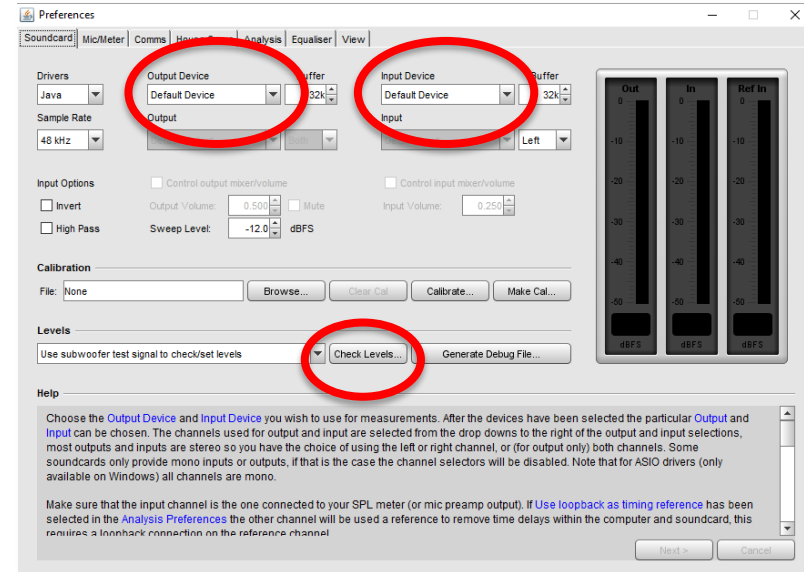 Preferences
Soundcard Mic/Meter Comms House Analysis Equaliser View
Drivers Output Device Buffer Input Device Buffer
Java Default Device 32k Default Device 32k
Sample Rate Output Input
48 kHz both Left
Input Options Control output mixer/volume Control input mixer/volume
Invert Output Volume: 0.500 Mute Input Volume: 0.250
High Pass Sweep Level: -12.0 dBFS
Out In Ref In
0 0 0
-10 -10 -10
-20 -20 -20
-30 -30 -30
-40 -40 -40
-50 -50 -50
dBFS dBFS dBFS
Calibration
File: None Browse... Clear Cal Calibrate... Make Cal...
Levels
Use subwoofer test signal to check/set levels Check Levels... Generate Debug File...
Help
Choose the Output Device and Input Device you wish to use for measurements. After the devices have been selected the particular Output and
Input can be chosen. The channels used for output and input are selected from the drop downs to the right of the output and input selections,
most outputs and inputs are stereo so you have the choice of using the left or right channel, or (for output only) both channels. Some
soundcards only provide mono inputs or outputs, if that is the case the channel selectors will be disabled. Note that for ASIO drivers (only
available on Windows) all channels are mono.
Make sure that the input channel is the one connected to your SPL meter (or mic preamp output). If Use loopback as timing reference has been
selected in the Analysis Preferences the other channel will be used a reference to remove time delays within the computer and soundcard, this
requires a loopback connection on the reference channel
Next > Cancel